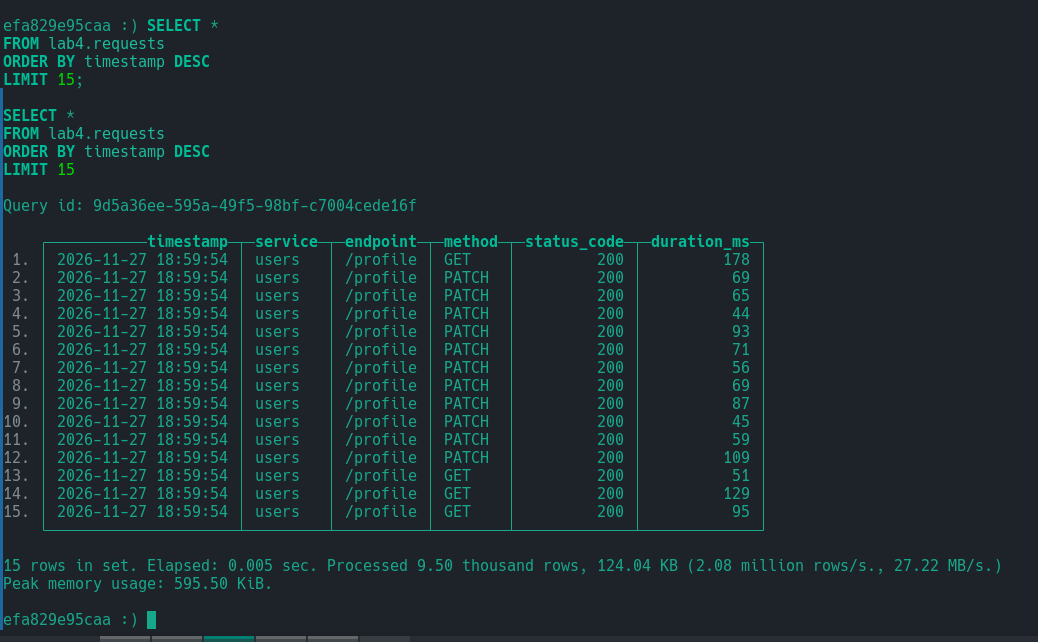 efa829e95caa :) SELECT *
FROM lab4.requests
ORDER BY timestamp DESC
LIMIT 15;
SELECT *
FROM lab4.requests
ORDER BY timestamp DESC
LIMIT 15
Query id: 9d5a36ee-595a-49f5-98bf-c7004cede16f
timestamp service endpoint method status_code duration_ms
1. 2026-11-27 18:59:54 users /profile GET 200 178
2. 2026-11-27 18:59:54 users /profile PATCH 200 69
3. 2026-11-27 18:59:54 users /profile PATCH 200 65
4. 2026-11-27 18:59:54 users /profile PATCH 200 44
5. 2026-11-27 18:59:54 users /profile PATCH 200 93
6. 2026-11-27 18:59:54 users /profile PATCH 200 71
7. 2026-11-27 18:59:54 users /profile PATCH 200 56
8. 2026-11-27 18:59:54 users /profile PATCH 200 69
9. 2026-11-27 18:59:54 users /profile PATCH 200 87
10. 2026-11-27 18:59:54 users /profile PATCH 200 45
11. 2026-11-27 18:59:54 users /profile PATCH 200 59
12. 2026-11-27 18:59:54 users /profile PATCH 200 109
13. 2026-11-27 18:59:54 users /profile GET 200 51
14. 2026-11-27 18:59:54 users /profile GET 200 129
15. 2026-11-27 18:59:54 users /profile GET 200 95
15 rows in set. Elapsed: 0.005 sec. Processed 9.50 thousand rows, 124.04 KB (2.08 million rows/s., 27.22 MB/s.)
Peak memory usage: 595.50 KiB.
efa829e95caa :)